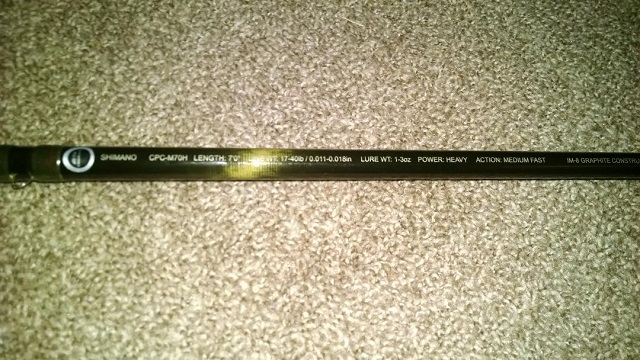 SHIMANO CPC-M70H LENGTH: 7'0" WT: 17-40lb / 0.011-0.018in LURE WT: 1-3oz POWER: HEAVY ACTION: MEDIUM FAST IM-6 GRAPHITE